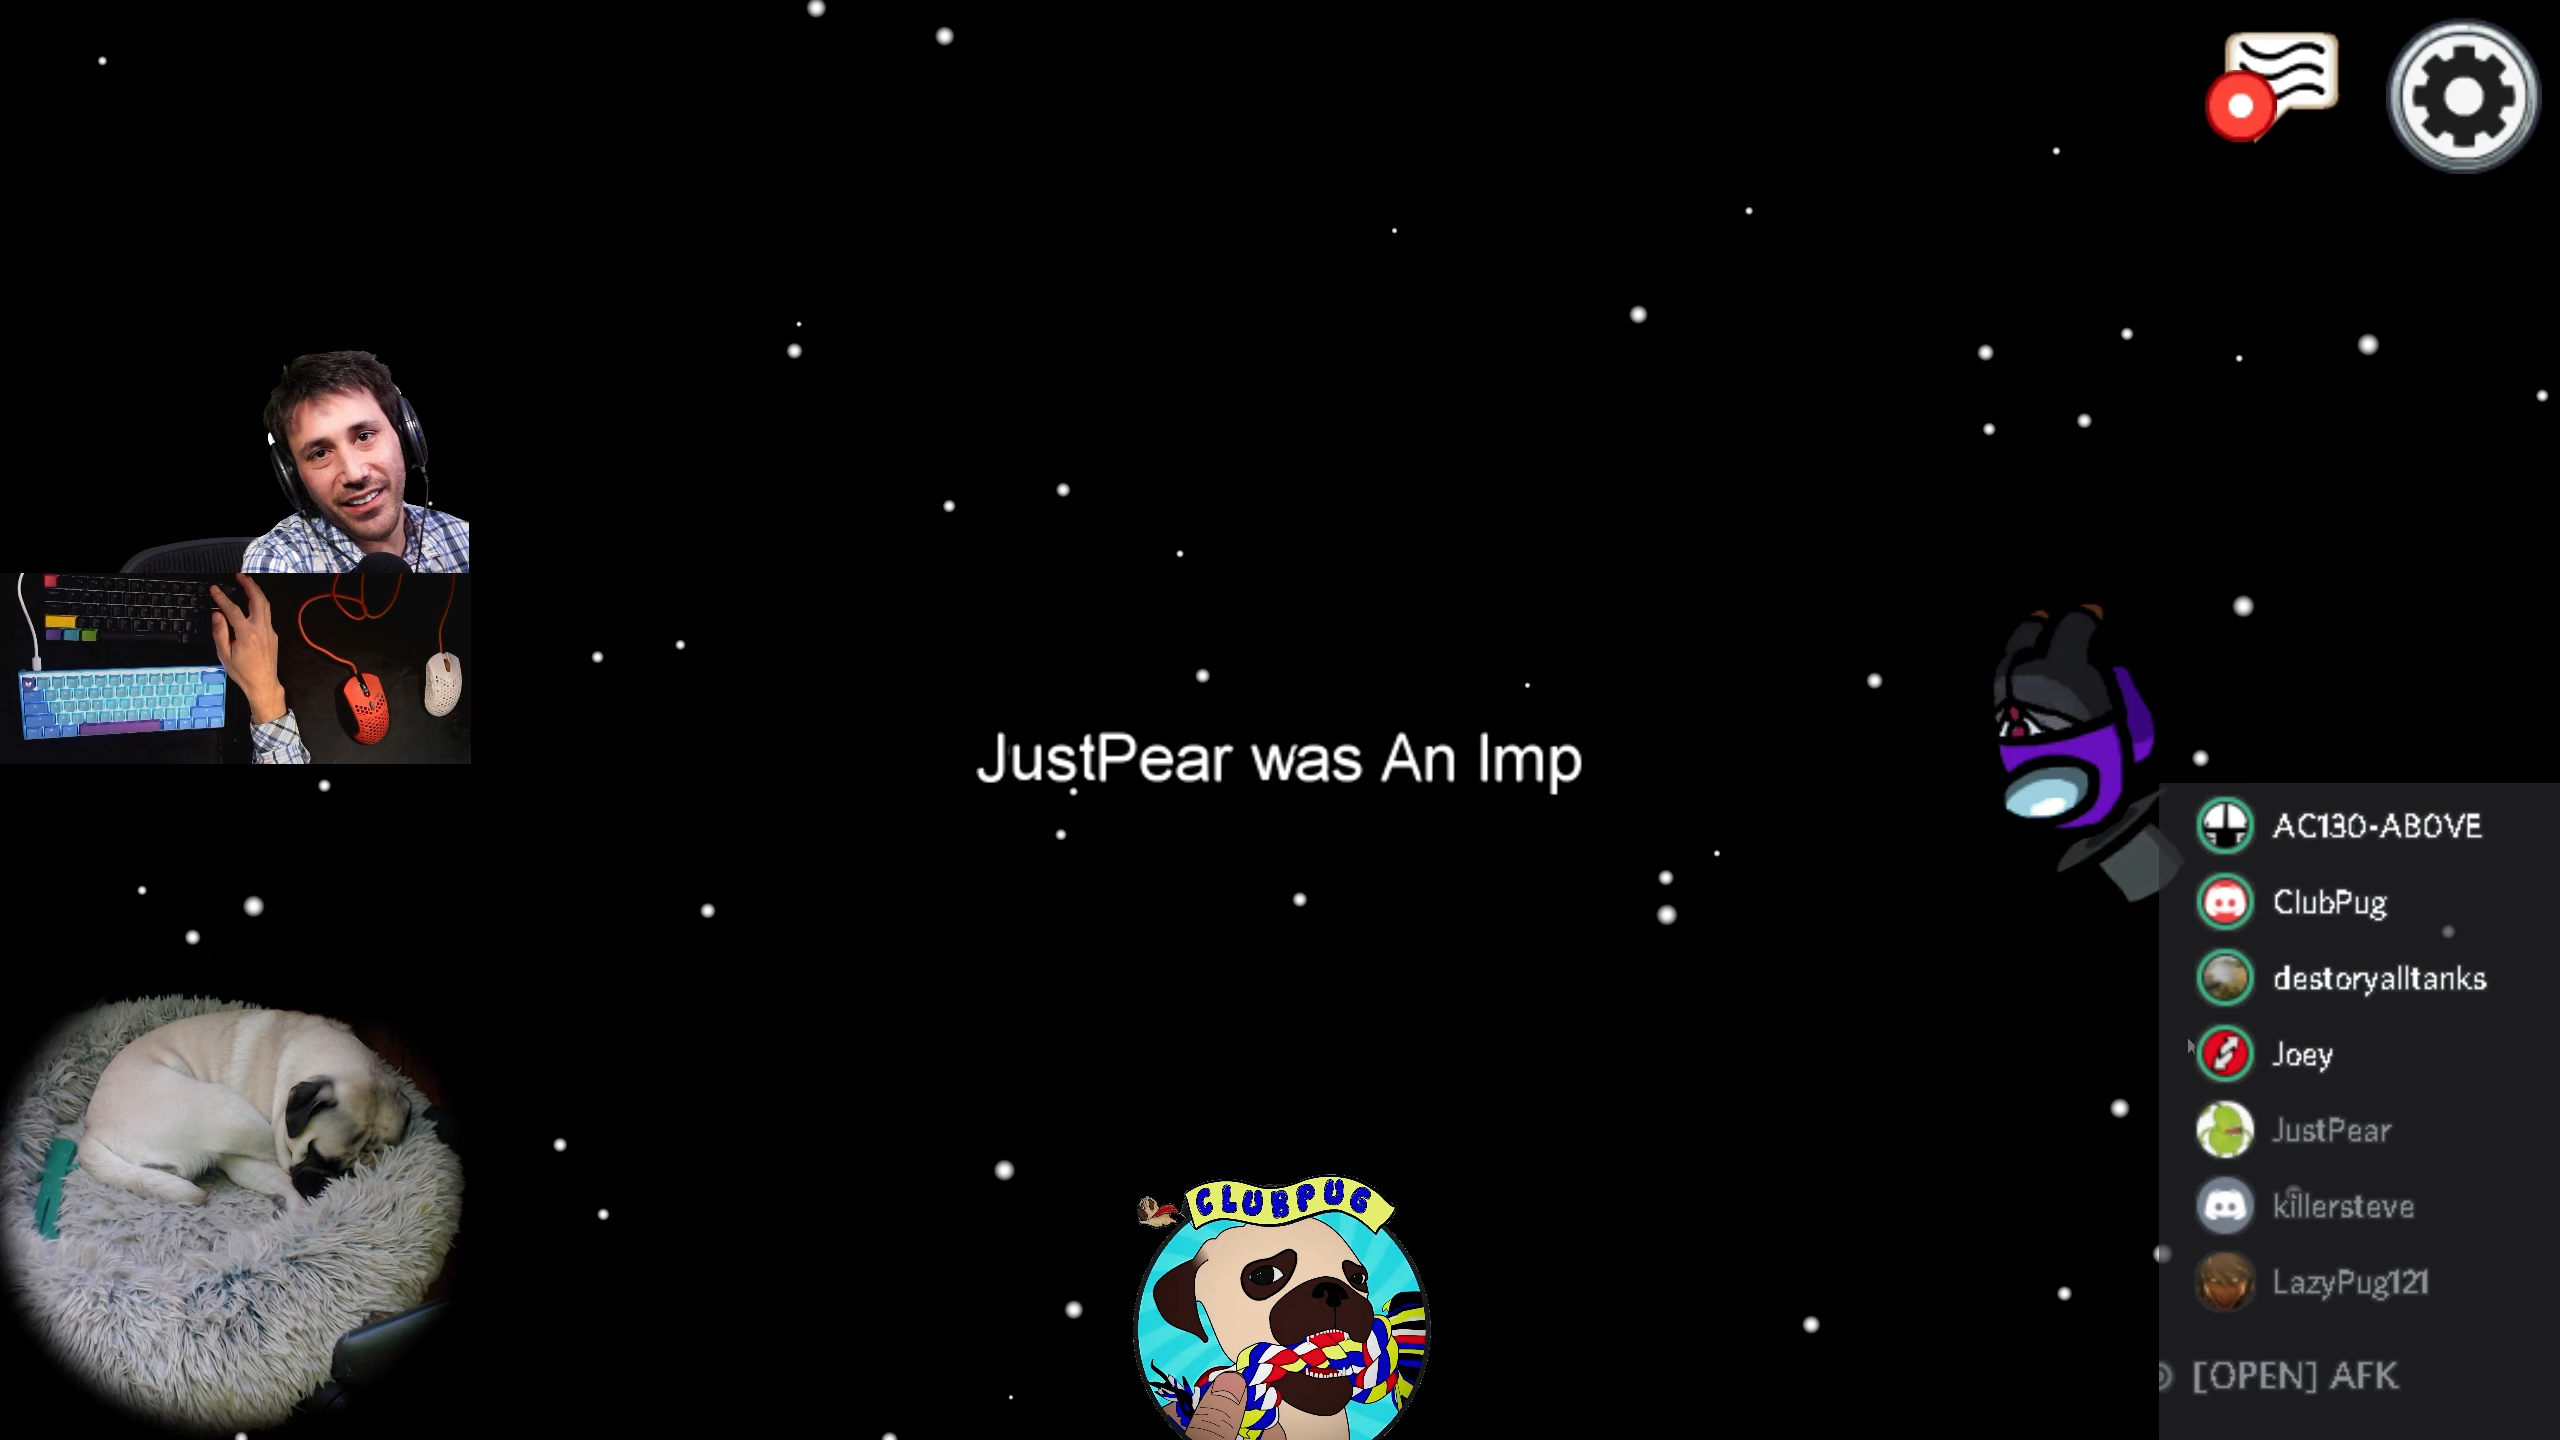 JustPear was An Imp
AC130-ABOVE
ClubPug
destoryalltanks
Joey
JustPear
killersteve
LazyPug121
[OPEN] AFK
CLUBPUG